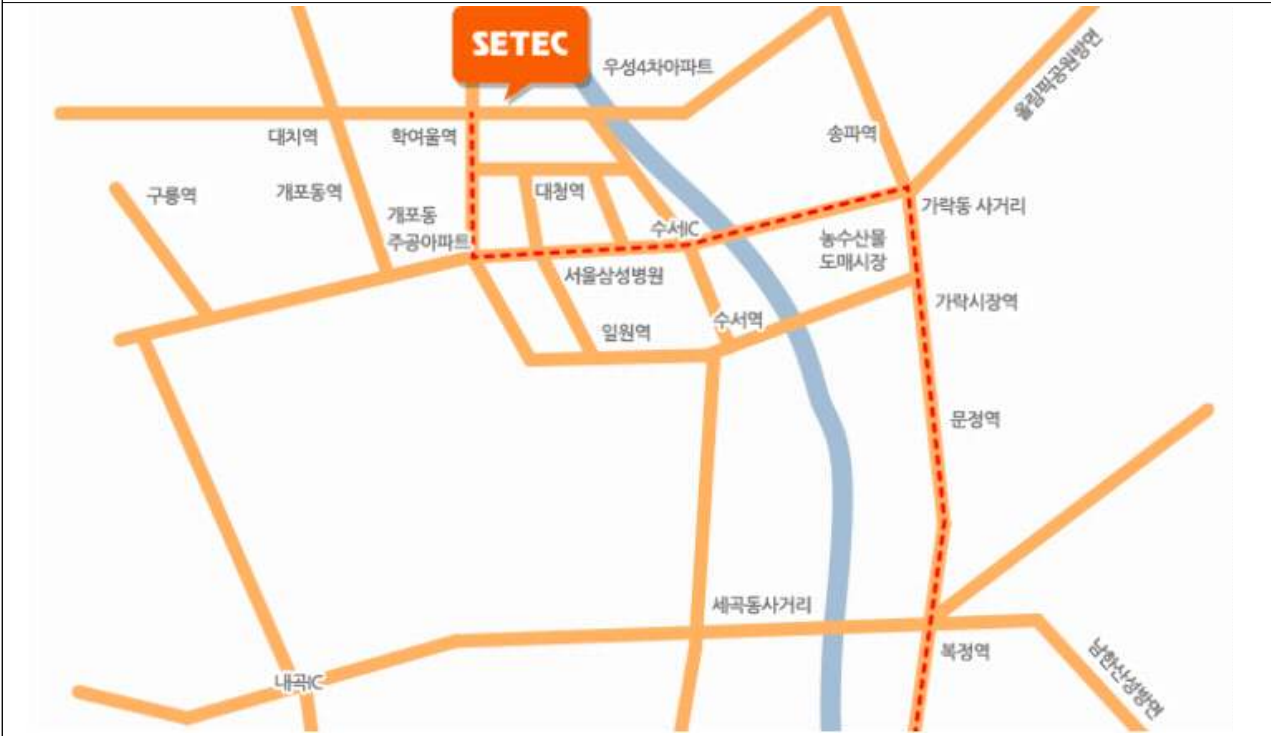 SETEC
우성4차아파트
올림픽공원방면
대치역
학여울역
송파역
구룡역
개포동역
대청역
가락동 사거리
개포동
주공아파트
수세IC
농수산물
도매시장
서울삼성병원
가락시장역
수서역
일원역
문정역
세곡동사거리
복정역
남한산성방면
내곡IC